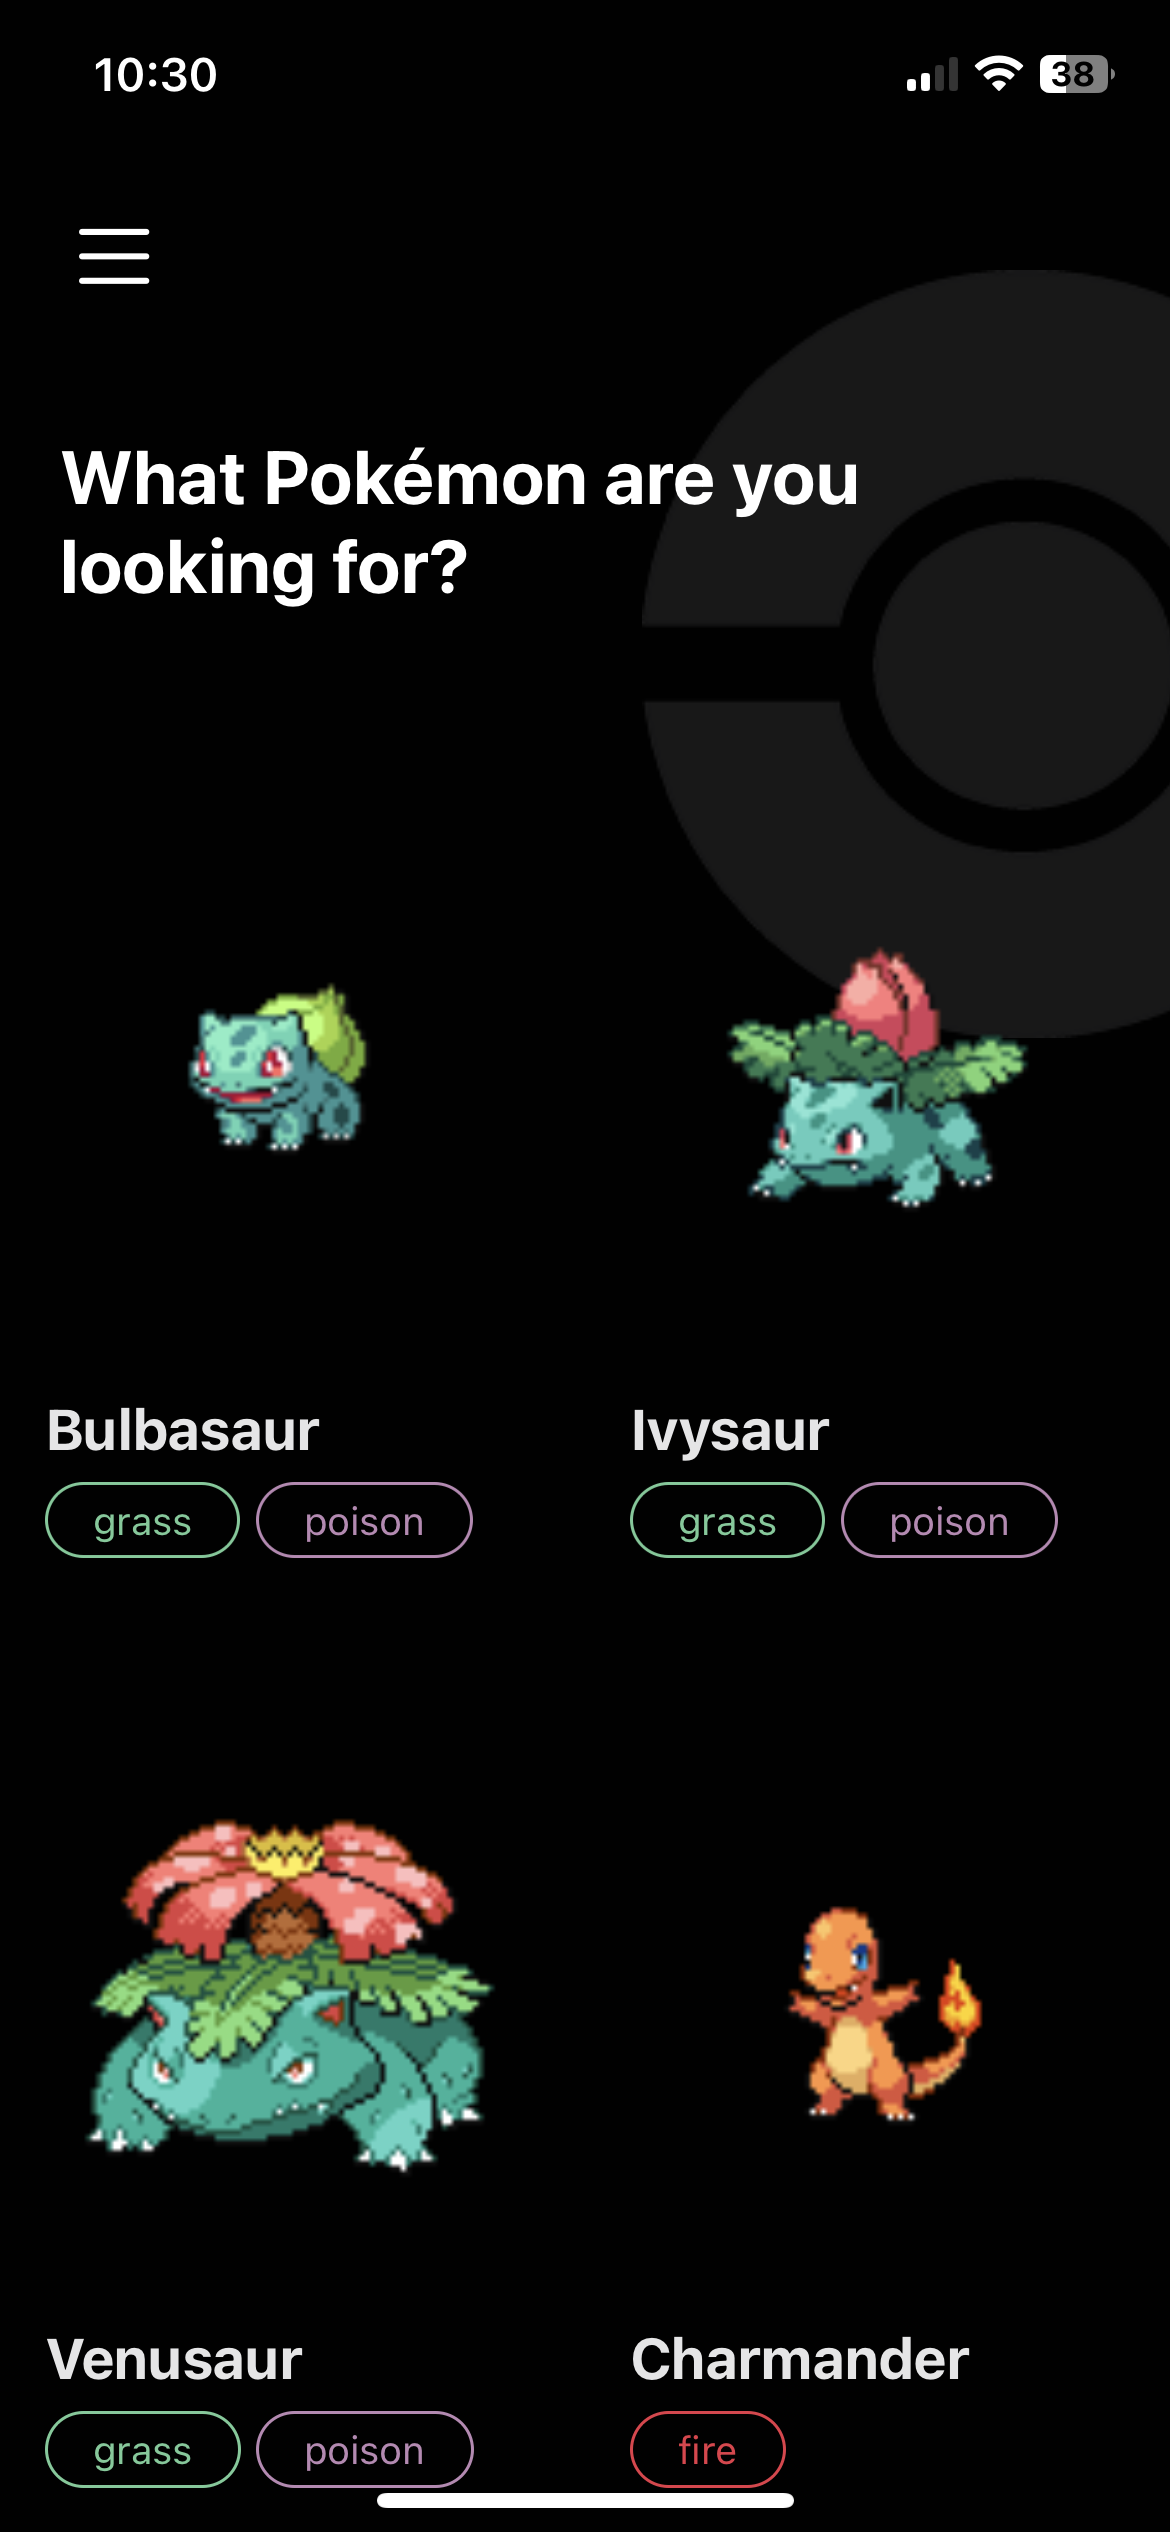 10:30
38
What Pokémon are you
looking for?
Bulbasaur
Ivysaur
grass
poison
grass
poison
Venusaur
Charmander
grass
poison
fire